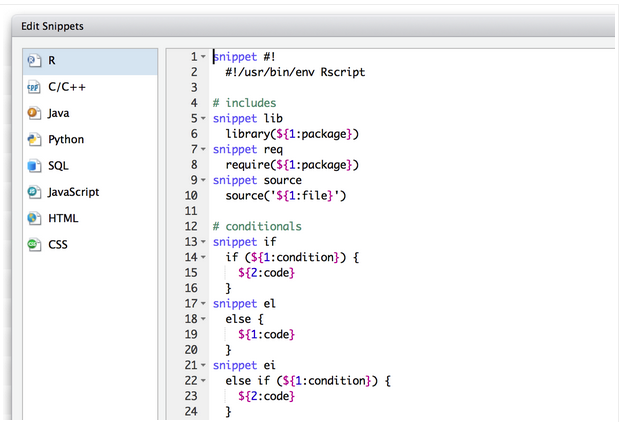 Edit Snippets
R
C/C++
Java
Python
SQL
JavaScript
HTML
CSS
1 snippet #!
2   #!/usr/bin/env Rscript
3
4 # includes
5 snippet lib
6   library(${1:package})
7 snippet req
8   require(${1:package})
9 snippet source
10   source('${1:file}')
11
12 # conditionals
13 snippet if
14   if (${1:condition}) {
15     ${2:code}
16   }
17 snippet el
18   else {
19     ${1:code}
20   }
21 snippet ei
22   else if (${1:condition}) {
23     ${2:code}
24   }